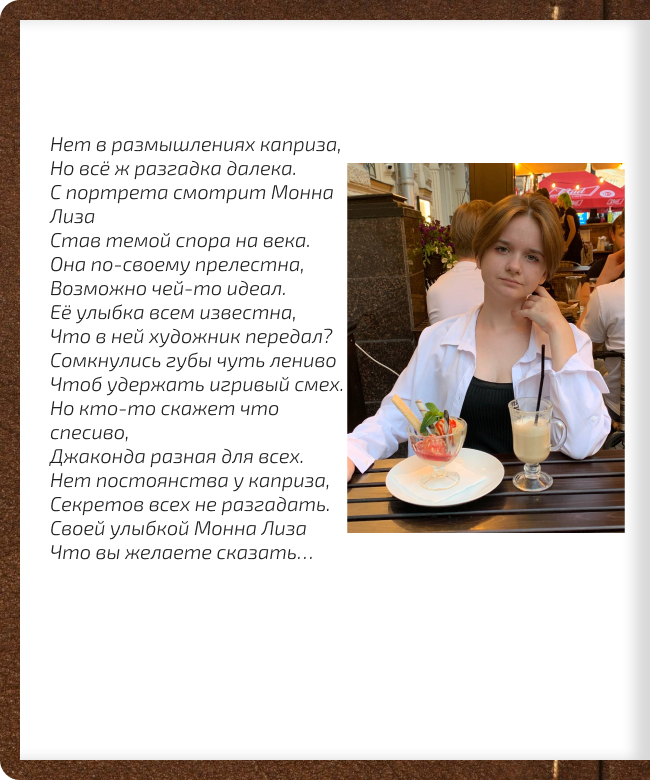 Нет в размышлениях каприза,
Но всё ж разгадка далека.
С портрета смотрит Монна
Лиза
Став темой спора на века.
Она по-своему прелестна,
Возможно чей-то идеал.
Её улыбка всем известна,
Что в ней художник передал?
Сомкнулись губы чуть лениво
Чтоб удержать игривый смех.
Но кто-то скажет что
спесиво,
Джаконда разная для всех.
Нет постоянства у каприза,
Секретов всех не разгадать.
Своей улыбкой Монна Лиза
Что вы желаете сказать…